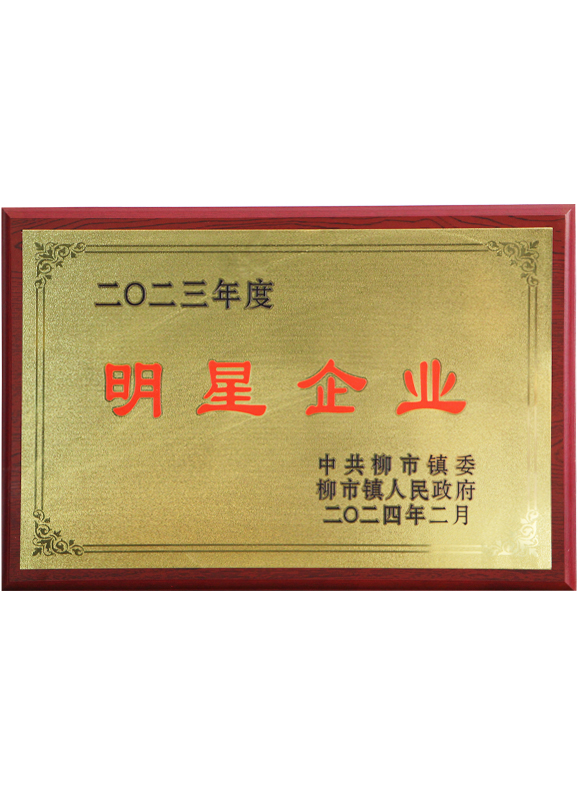 二〇二三年度
明星企业
中共柳市镇委
柳市镇人民政府
二〇二四年二月